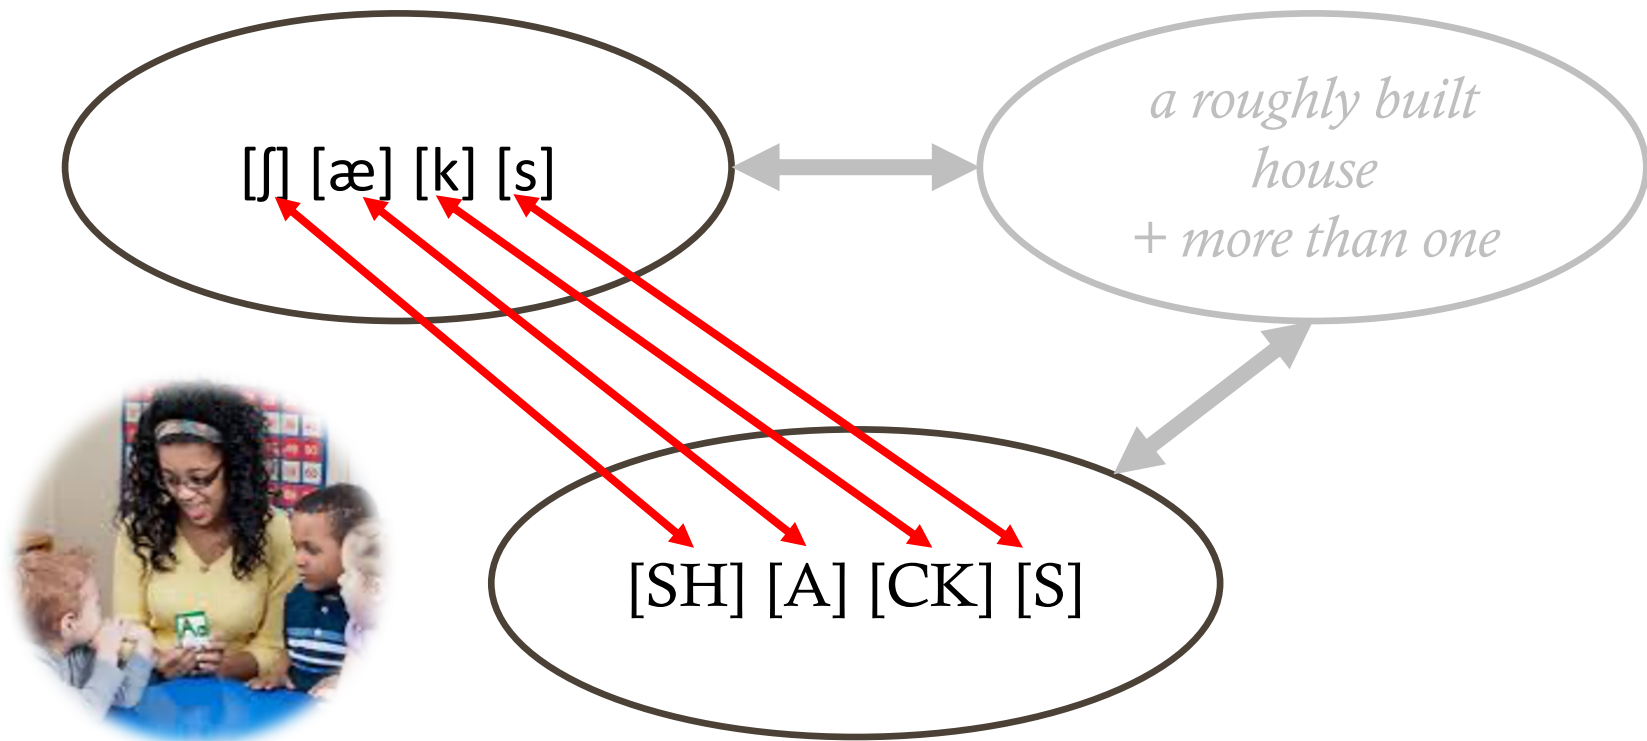 [ʃ] [æ] [k] [s]
a roughly built
house
+ more than one
[SH] [A] [CK] [S]